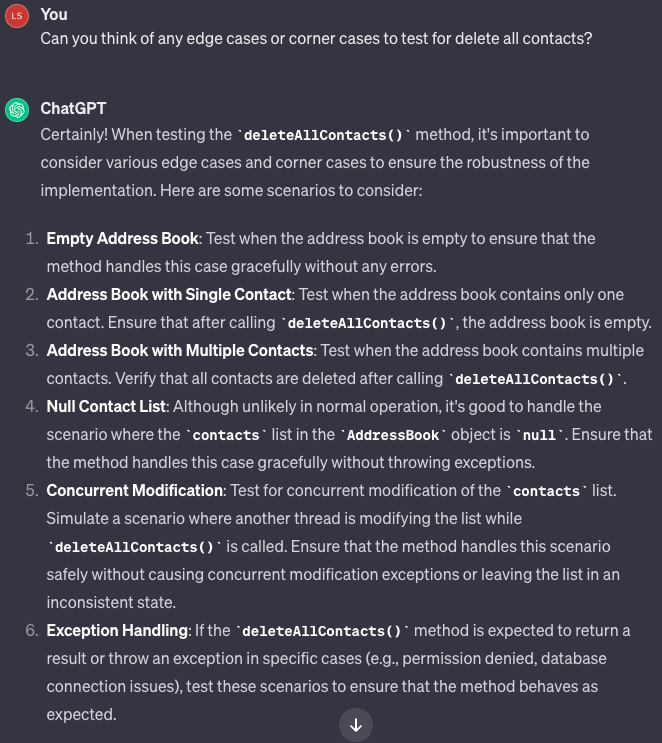 LS You
Can you think of any edge cases or corner cases to test for delete all contacts?
ChatGPT
Certainly! When testing the `deleteAllContacts()` method, it's important to
consider various edge cases and corner cases to ensure the robustness of the
implementation. Here are some scenarios to consider:
1. Empty Address Book: Test when the address book is empty to ensure that the
method handles this case gracefully without any errors.
2. Address Book with Single Contact: Test when the address book contains only one
contact. Ensure that after calling `deleteAllContacts()`, the address book is empty.
3. Address Book with Multiple Contacts: Test when the address book contains multiple
contacts. Verify that all contacts are deleted after calling `deleteAllContacts()`.
4. Null Contact List: Although unlikely in normal operation, it's good to handle the
scenario where the `contacts` list in the `AddressBook` object is `null`. Ensure that
the method handles this case gracefully without throwing exceptions.
5. Concurrent Modification: Test for concurrent modification of the `contacts` list.
Simulate a scenario where another thread is modifying the list while
`deleteAllContacts()` is called. Ensure that the method handles this scenario
safely without causing concurrent modification exceptions or leaving the list in an
inconsistent state.
6. Exception Handling: If the `deleteAllContacts()` method is expected to return a
result or throw an exception in specific cases (e.g., permission denied, database
connection issues), test these scenarios to ensure that the method behaves as
expected.